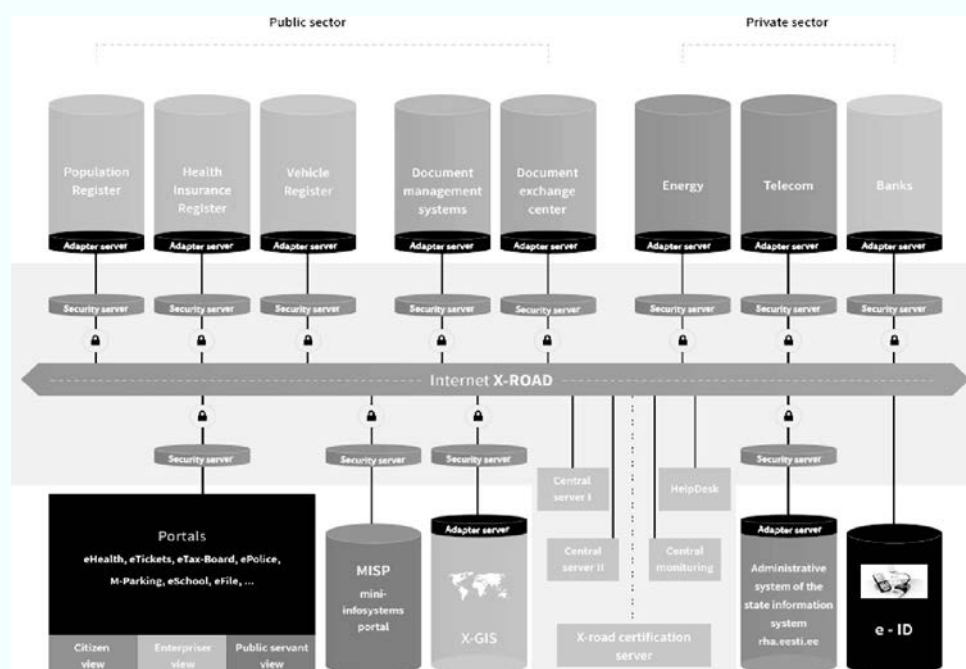 Public sector
Private sector
Population
Register
Health
Insurance
Register
Vehicle
Register
Document
management
systems
Document
exchange
center
Energy
Telecom
Banks
Adapter server
Adapter server
Adapter server
Adapter server
Adapter server
Adapter server
Adapter server
Adapter server
Security server
Security server
Security server
Security server
Security server
Security server
Security server
Security server
Internet X-ROAD
Security server
Security server
Security server
Security server
Central
server I
HelpDesk
Central
server II
Central
monitoring
X-road certification
server
Portals
eHealth, eTickets, eTax-Board, ePolice,
M-Parking, eSchool, eFile, ...
Citizen
view
Enterpriser
view
Public servant
view
MISP
mini-
infosystems
portal
Adapter server
X-GIS
Adapter server
Administrative
system of the
state information
system
rha.eesti.ee
e - ID